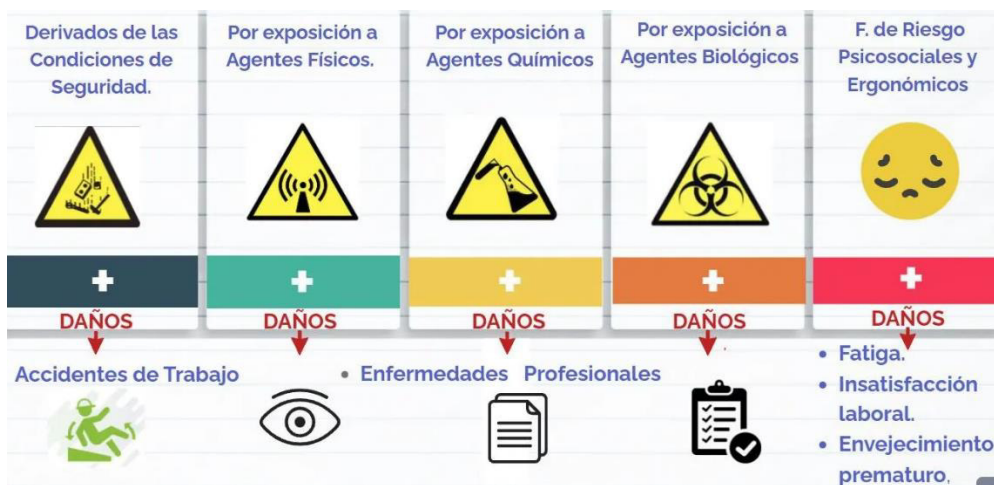 Derivados de las
Condiciones de
Seguridad.
Por exposición a
Agentes Físicos.
Por exposición a
Agentes Químicos
Por exposición a
Agentes Biológicos
F. de Riesgo
Psicosociales y
Ergonómicos
DAÑOS
DAÑOS
DAÑOS
DAÑOS
DAÑOS
Accidentes de Trabajo
• Enfermedades Profesionales
• Fatiga.
• Insatisfacción
laboral.
• Envejecimiento
prematuro.